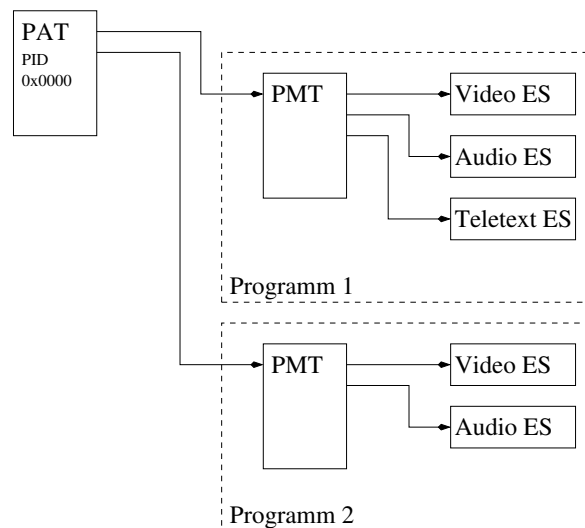 PAT
PID
0x0000
PMT
Video ES
Audio ES
Teletext ES
Programm 1
PMT
Video ES
Audio ES
Programm 2